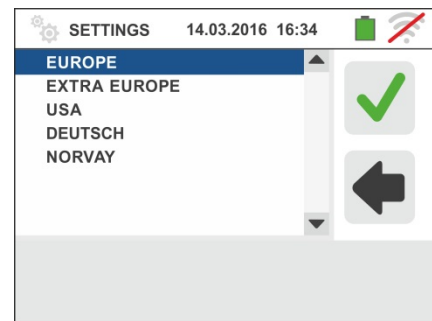 SETTINGS 14.03.2016 16:34
EUROPE
EXTRA EUROPE
USA
DEUTSCH
NORVAY